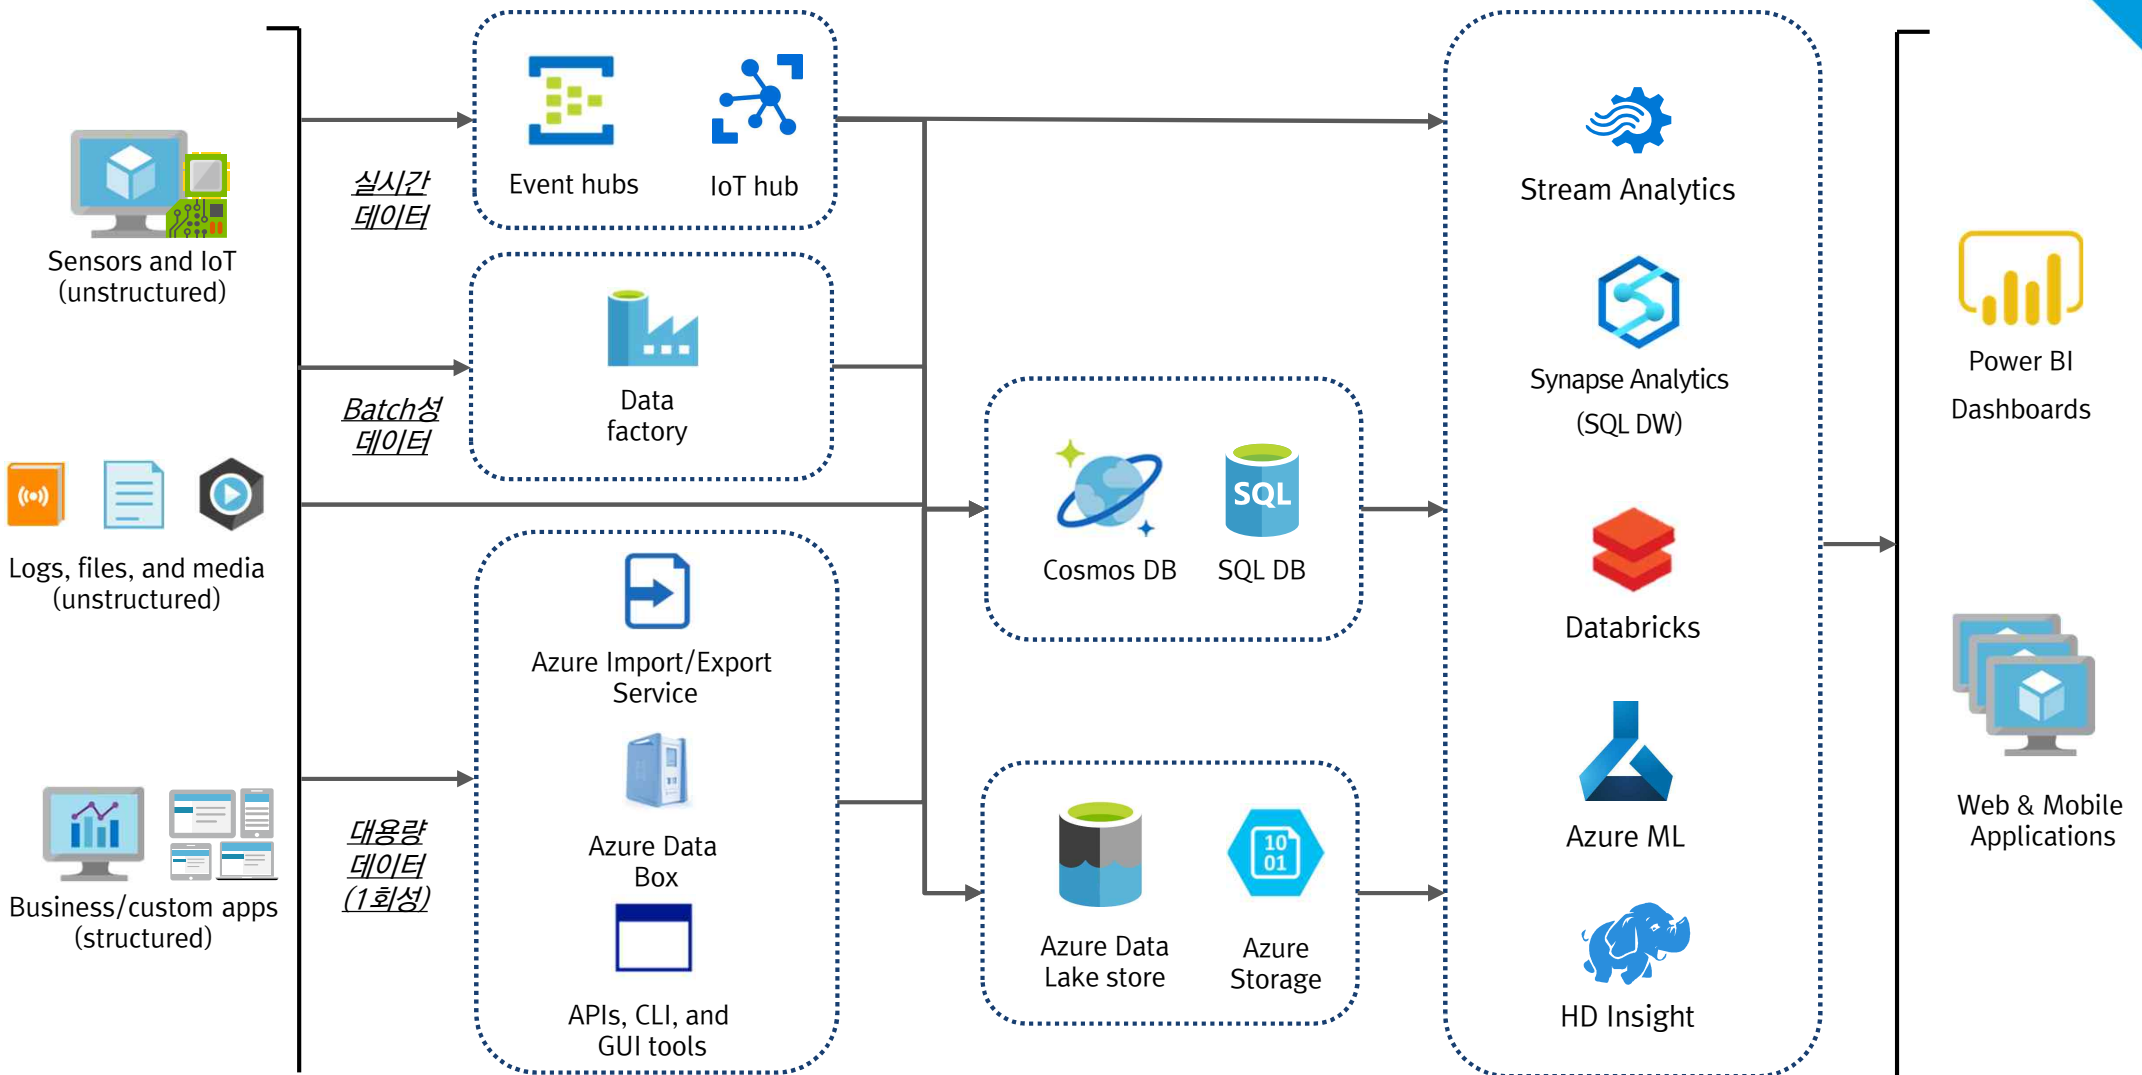 Sensors and IoT
(unstructured)
Logs, files, and media
(unstructured)
Business/custom apps
(structured)
실시간
데이터
Batch성
데이터
대용량
데이터
(1회성)
Event hubs
IoT hub
Data
factory
Azure Import/Export
Service
Azure Data
Box
APIs, CLI, and
GUI tools
SQL
Cosmos DB
SQL DB
10
01
Azure Data
Lake store
Azure
Storage
Stream Analytics
Synapse Analytics
(SQL DW)
Databricks
Azure ML
HD Insight
Power BI
Dashboards
Web & Mobile
Applications